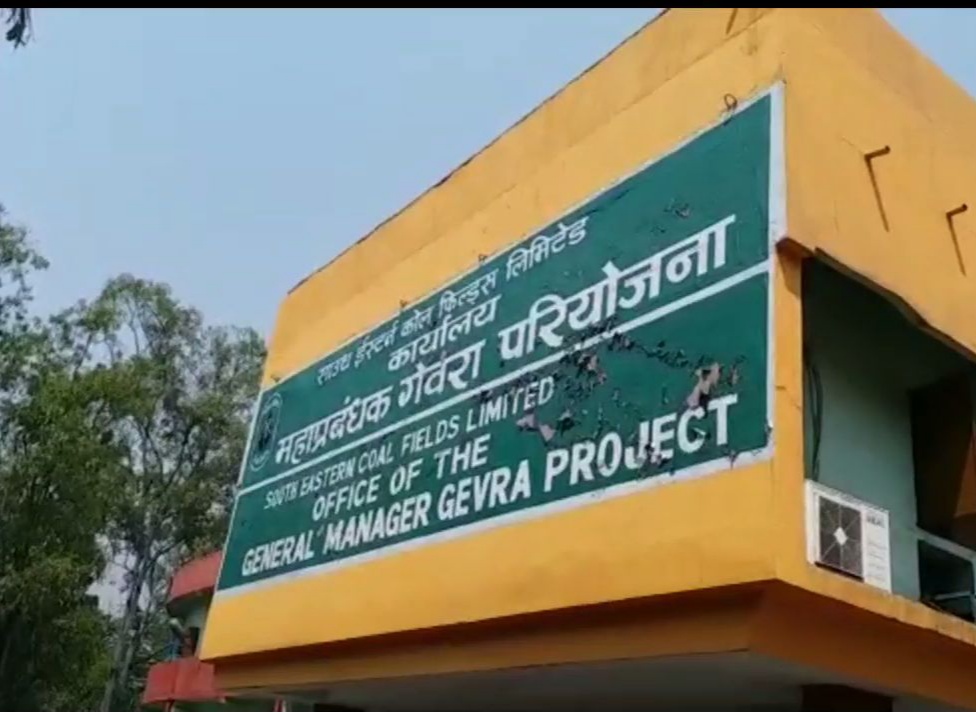 साउथ ईस्टर्न कोल फिल्ड्स लिमिटेड
कार्यालय
महाप्रबंधक गेवरा परियोजना
SOUTH EASTERN COAL FIELDS LIMITED
OFFICE OF THE
GENERAL MANAGER GEVRA PROJECT